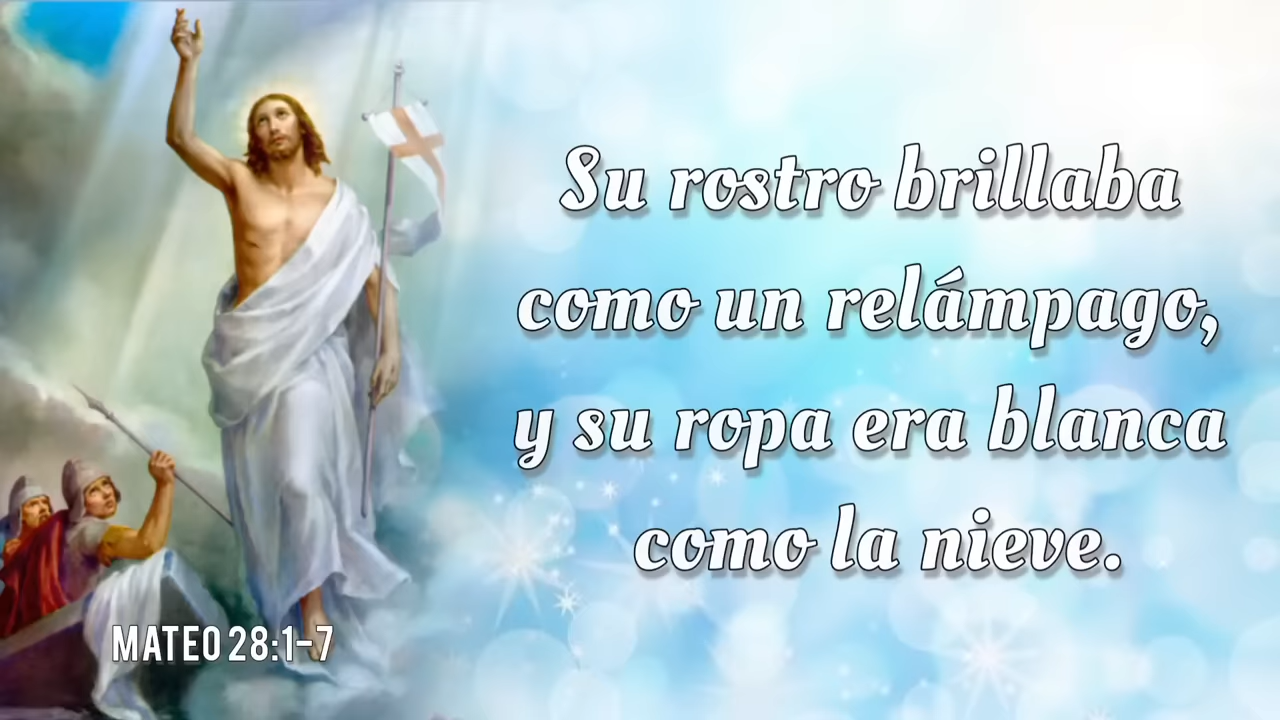 Su rostro brillaba
como un relámpago,
y su ropa era blanca
como la nieve.
MATEO 28:1-7